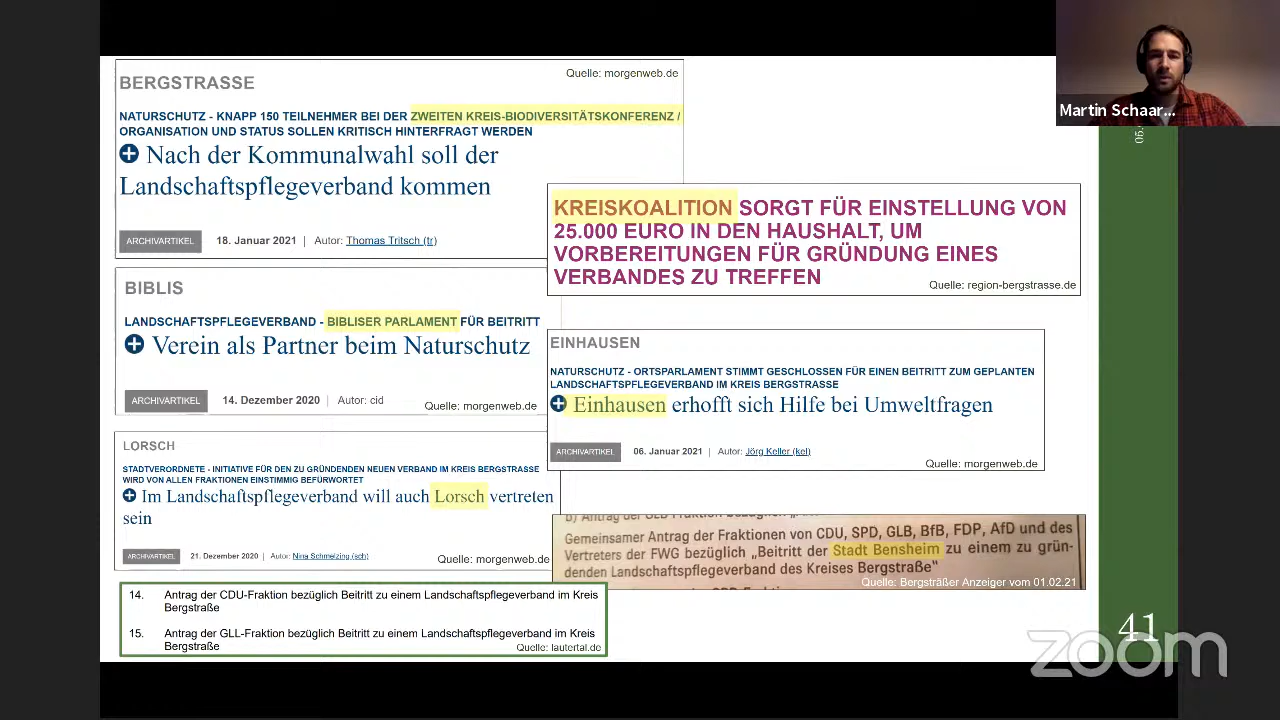 BERGSTRASSE
Quelle: morgenweb.de
NATURSCHUTZ - KNAPP 150 TEILNEHMER BEI DER ZWEITEN KREIS-BIODIVERSITÄTSKONFERENZ /
ORGANISATION UND STATUS SOLLEN KRITISCH HINTERFRAGT WERDEN
Nach der Kommunalwahl soll der
Landschaftspflegeverband kommen
ARCHIVARTIKEL 18. Januar 2021 | Autor: Thomas Tritsch (tr)
BIBLIS
LANDSCHAFTSPFLEGEVERBAND - BIBLISER PARLAMENT FÜR BEITRITT
Verein als Partner beim Naturschutz
ARCHIVARTIKEL 14. Dezember 2020 | Autor: cid
Quelle: morgenweb.de
LORSCH
STADTVERORDNETE - INITIATIVE FÜR DEN ZU GRÜNDENDEN NEUEN VERBAND IM KREIS BERGSTRASSE
WIRD VON ALLEN FRAKTIONEN EINSTIMMIG BEFÜRWORTET
Im Landschaftspflegeverband will auch Lorsch vertreten
sein
ARCHIVARTIKEL 21. Dezember 2020 | Autor: Nina Schmelzing (sch)
Quelle: morgenweb.de
14. Antrag der CDU-Fraktion bezüglich Beitritt zu einem Landschaftspflegeverband im Kreis
Bergstraße
15. Antrag der GLL-Fraktion bezüglich Beitritt zu einem Landschaftspflegeverband im Kreis
Bergstraße
Quelle: lautertal.de
KREISKOALITION SORGT FÜR EINSTELLUNG VON
25.000 EURO IN DEN HAUSHALT, UM
VORBEREITUNGEN FÜR GRÜNDUNG EINES
VERBANDES ZU TREFFEN
Quelle: region-bergstrasse.de
EINHAUSEN
NATURSCHUTZ - ORTSPARLAMENT STIMMT GESCHLOSSEN FÜR EINEN BEITRITT ZUM GEPLANTEN
LANDSCHAFTSPFLEGEVERBAND IM KREIS BERGSTRASSE
Einhausen erhofft sich Hilfe bei Umweltfragen
ARCHIVARTIKEL 06. Januar 2021 | Autor: Jörg Keller (kel)
Quelle: morgenweb.de
b) Antrag der GLB-Fraktion bezüglich
Gemeinsamer Antrag der Fraktionen von CDU, SPD, GLB, BfB, FDP, AfD und des
Vertreters der FWG bezüglich „Beitritt der Stadt Bensheim zu einem zu grün-
denden Landschaftspflegeverband des Kreises Bergstraße“
Quelle: Bergsträßer Anzeiger vom 01.02.21
Martin Schaar...
05.
41
zoom